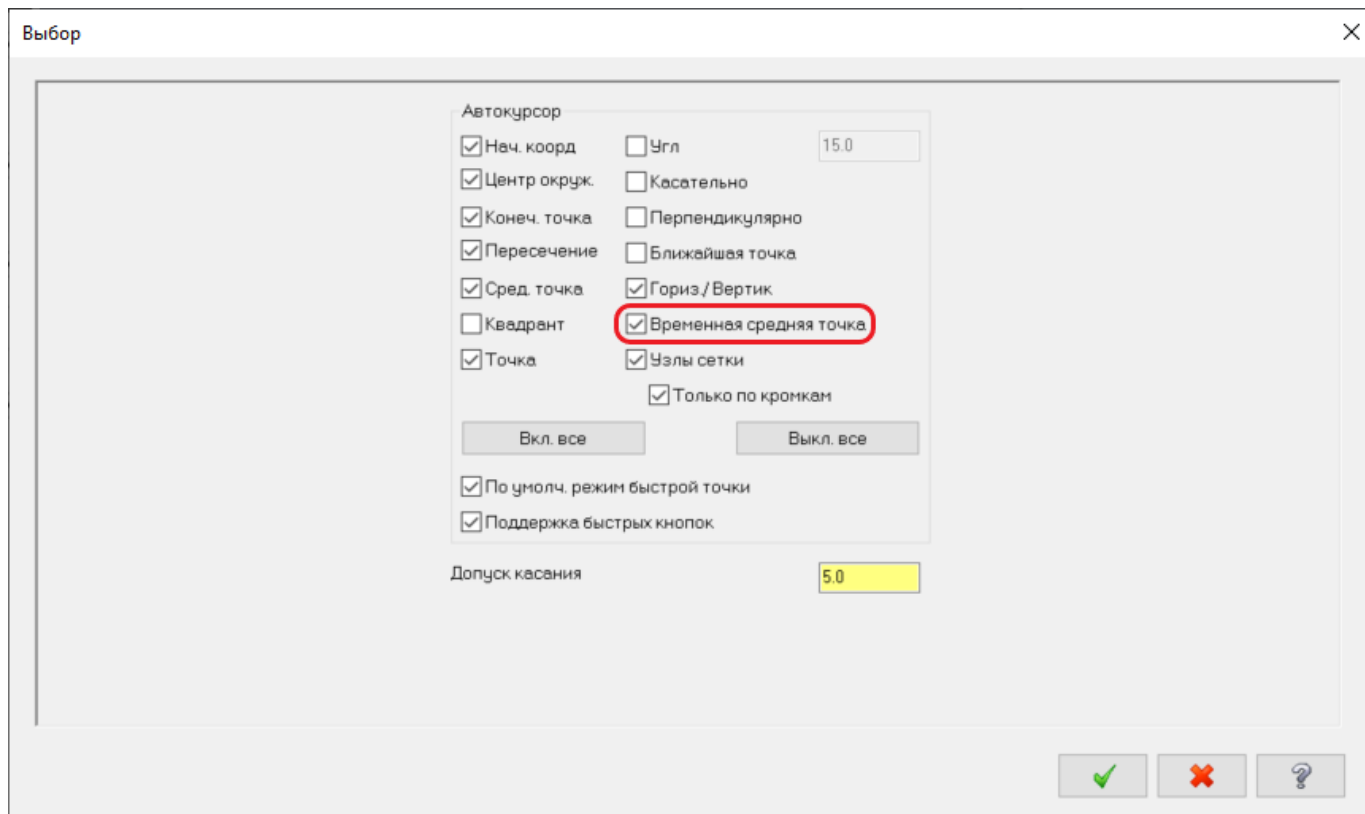 Выбор
Автокурсор
Нач. коорд
Угл
15.0
Центр окруж.
Касательно
Конеч. точка
Перпендикулярно
Пересечение
Ближайшая точка
Сред. точка
Гориз./ Вертик
Квадрант
Временная средняя точка
Точка
Узлы сетки
Только по кромкам
Вкл. все
Выкл. все
По умолч. режим быстрой точки
Поддержка быстрых кнопок
Допуск касания
5.0